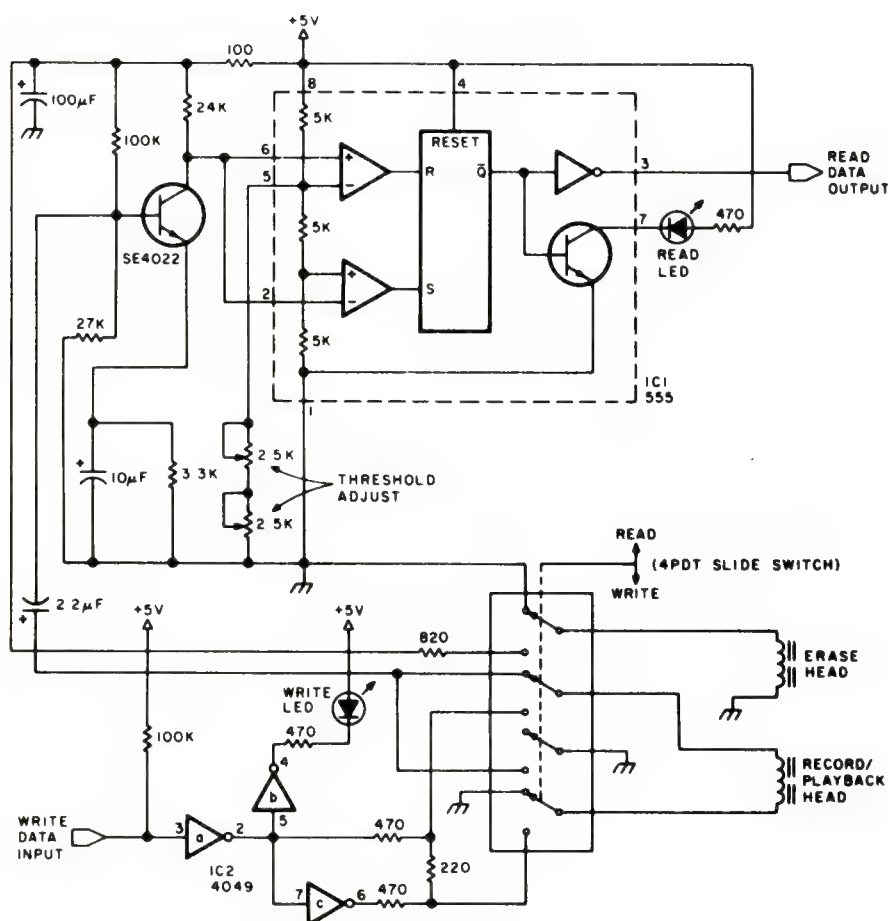 +5V
100
8
4
+
100µF
24K
100K
5K
RESET
6
+
-
R
Q̅
3
READ
DATA
OUTPUT
5
7
470
SE4022
5K
READ
LED
+
-
S
2
27K
5K
IC1
555
1
+
10µF
3.3K
2.5K
THRESHOLD
ADJUST
2.5K
READ
(4PDT SLIDE SWITCH)
WRITE
2.2µF
+
+5V
+5V
820
ERASE
HEAD
WRITE
LED
100K
470
4
b
RECORD/
PLAYBACK
HEAD
WRITE
DATA
INPUT
3
a
2
5
470
IC2
4049
220
7
c
6
470